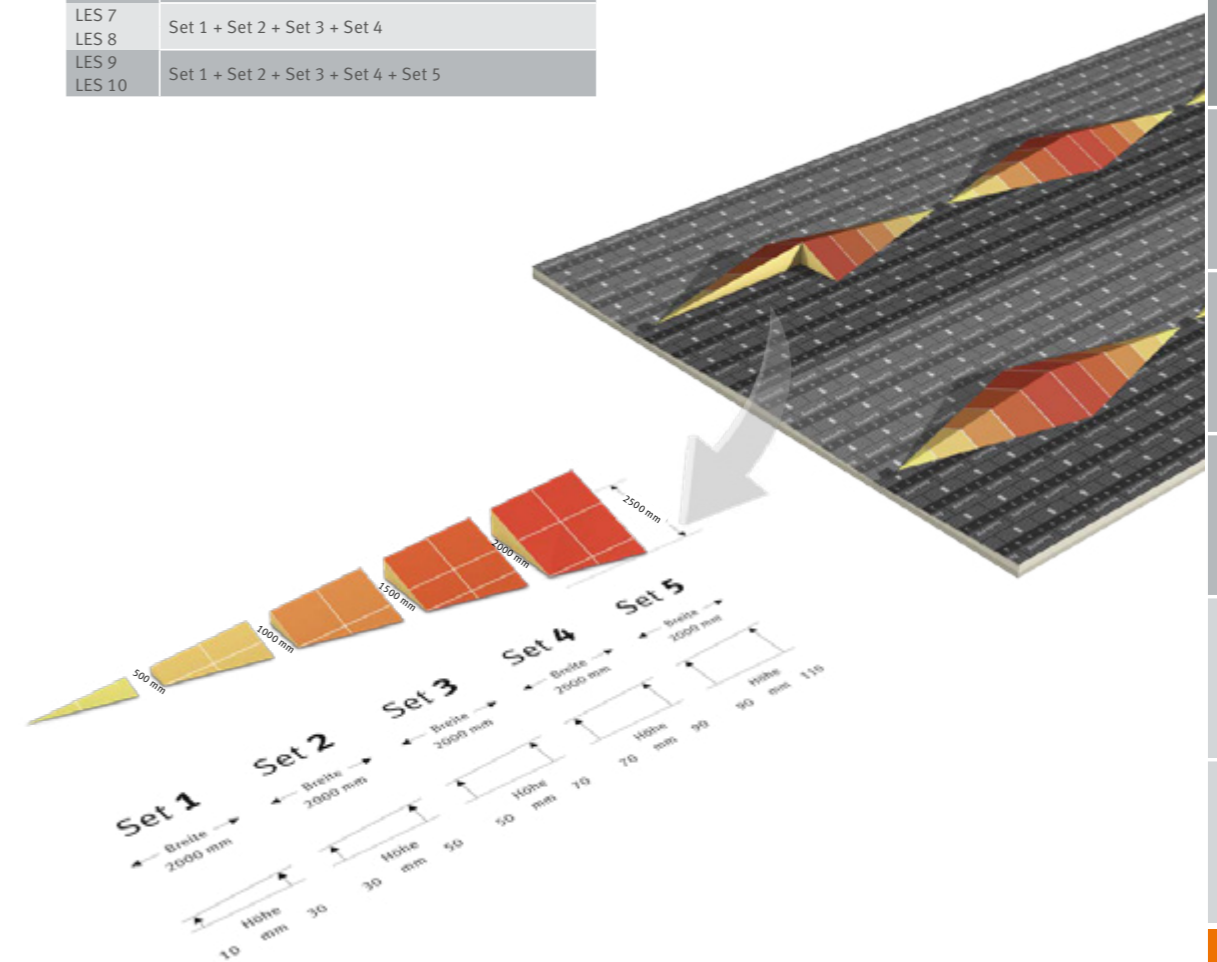 LES 7
LES 8
Set 1 + Set 2 + Set 3 + Set 4
LES 9
LES 10
Set 1 + Set 2 + Set 3 + Set 4 + Set 5
500 mm
1000 mm
1500 mm
2000 mm
2500 mm
Set 1
Breite
2000 mm
Höhe
10 mm 30
Set 2
Breite
2000 mm
Höhe
30 mm 50
Set 3
Breite
2000 mm
Höhe
50 mm 70
Set 4
Breite
2000 mm
Höhe
70 mm 90
Set 5
Breite
2000 mm
Höhe
90 mm 110